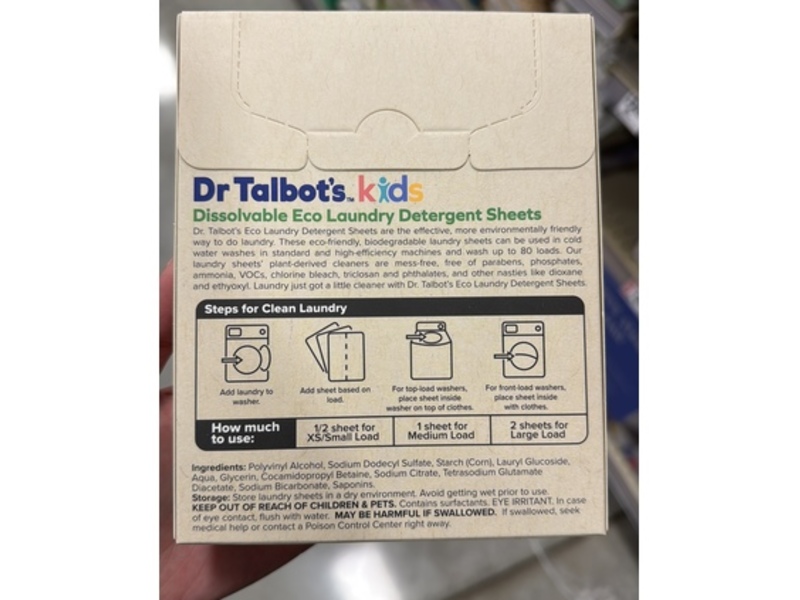 Dr Talbot's™ kids
Dissolvable Eco Laundry Detergent Sheets
Dr. Talbot's Eco Laundry Detergent Sheets are the effective, more environmentally friendly
way to do laundry. These eco-friendly, biodegradable laundry sheets can be used in cold
water washes in standard and high-efficiency machines and wash up to 80 loads. Our
laundry sheets' plant-derived cleaners are mess-free, free of parabens, phosphates,
ammonia, VOCs, chlorine bleach, triclosan and phthalates, and other nasties like dioxane
and ethyoxyl. Laundry just got a little cleaner with Dr. Talbot's Eco Laundry Detergent Sheets.
Steps for Clean Laundry
Add laundry to
washer.
Add sheet based on
load.
For top-load washers,
place sheet inside
washer on top of clothes.
For front-load washers,
place sheet inside
with clothes.
How much
to use:
1/2 sheet for
XS/Small Load
1 sheet for
Medium Load
2 sheets for
Large Load
Ingredients: Polyvinyl Alcohol, Sodium Dodecyl Sulfate, Starch (Corn), Lauryl Glucoside,
Aqua, Glycerin, Cocamidopropyl Betaine, Sodium Citrate, Tetrasodium Glutamate
Diacetate, Sodium Bicarbonate, Saponins.
Storage: Store laundry sheets in a dry environment. Avoid getting wet prior to use.
KEEP OUT OF REACH OF CHILDREN & PETS. Contains surfactants. EYE IRRITANT. In case
of eye contact, flush with water. MAY BE HARMFUL IF SWALLOWED. If swallowed, seek
medical help or contact a Poison Control Center right away.